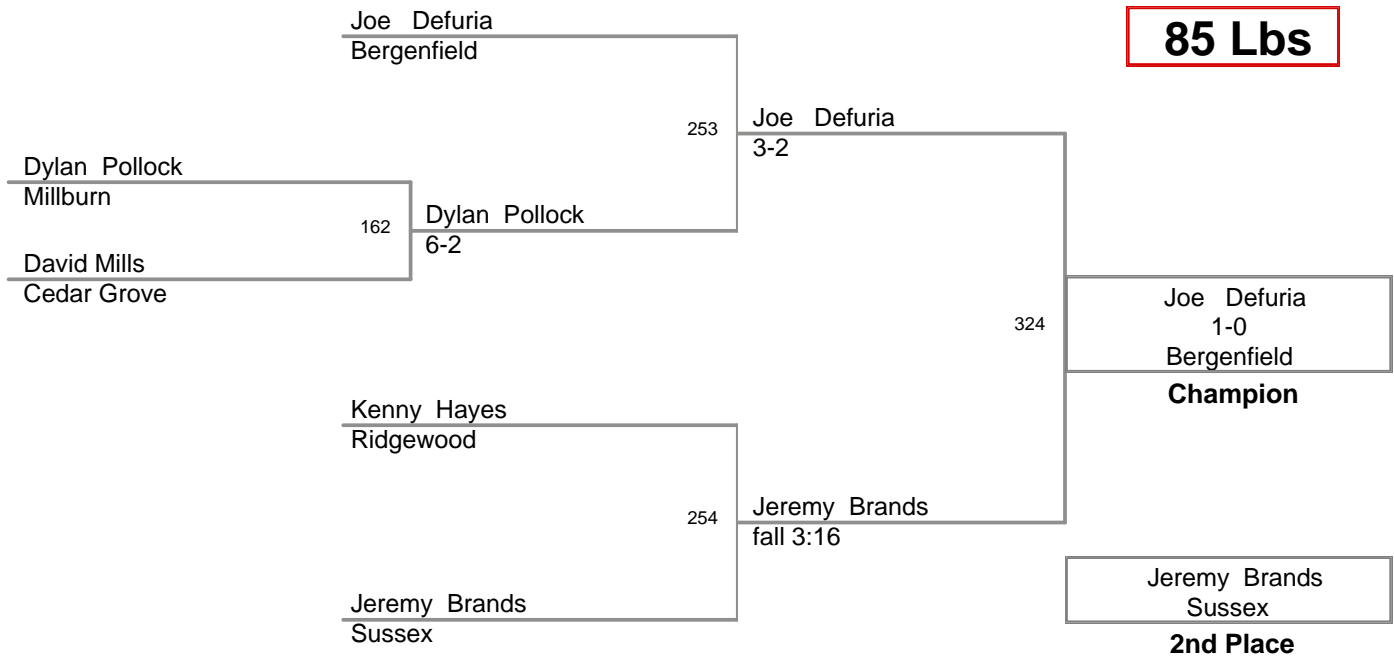 Joe Defuria
Bergenfield
85 Lbs
253
Joe Defuria
3-2
Dylan Pollock
Millburn
162
Dylan Pollock
6-2
David Mills
Cedar Grove
324
Joe Defuria
1-0
Bergenfield
Champion
Kenny Hayes
Ridgewood
254
Jeremy Brands
fall 3:16
Jeremy Brands
Sussex
Jeremy Brands
Sussex
2nd Place